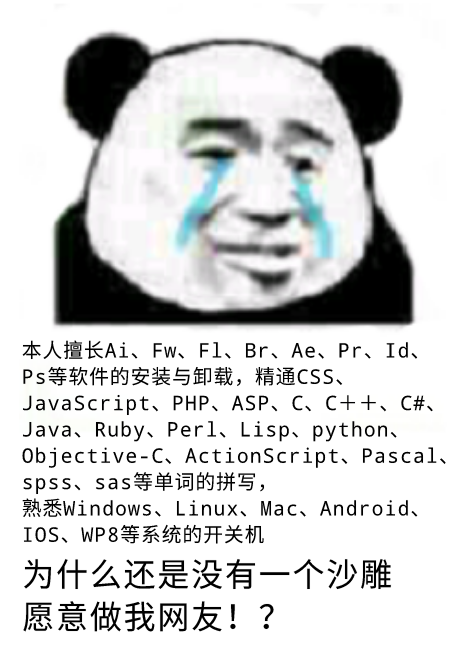 本人擅长Ai、Fw、Fl、Br、Ae、Pr、Id、
Ps等软件的安装与卸载，精通CSS、
JavaScript、PHP、ASP、C、C＋＋、C#、
Java、Ruby、Perl、Lisp、python、
Objective-C、ActionScript、Pascal、
spss、sas等单词的拼写，
熟悉Windows、Linux、Mac、Android、
IOS、WP8等系统的开关机
为什么还是没有一个沙雕
愿意做我网友！？